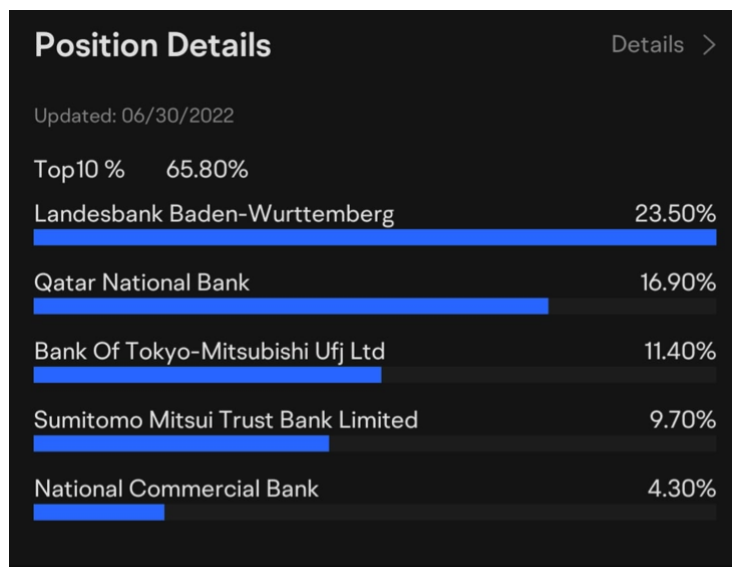 Position Details Details >
Updated: 06/30/2022
Top10 % 65.80%
Landesbank Baden-Wurttemberg 23.50%
Qatar National Bank 16.90%
Bank Of Tokyo-Mitsubishi Ufj Ltd 11.40%
Sumitomo Mitsui Trust Bank Limited 9.70%
National Commercial Bank 4.30%